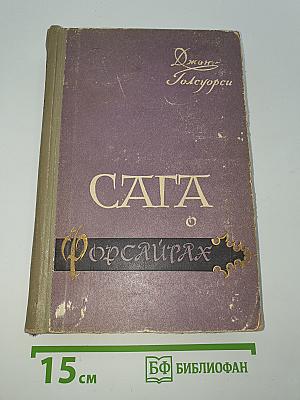 Джон
Голсуорси
САГА
О
Форсайтах
15 см
БФ БИБЛИОФАН